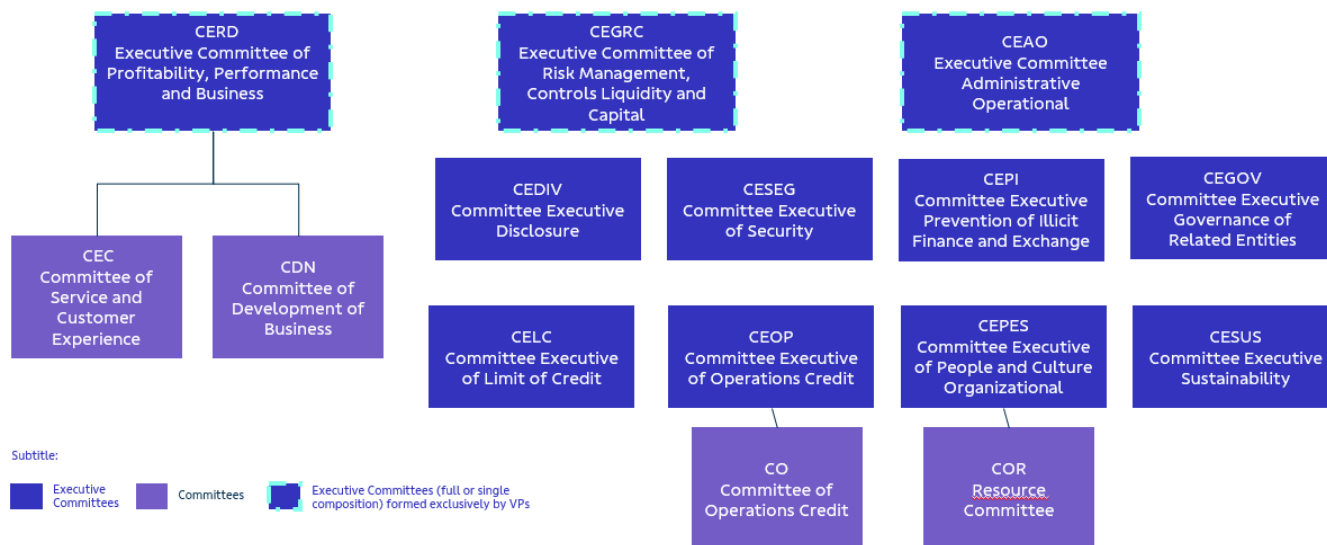 CERD
Executive Committee of
Profitability, Performance
and Business
CEGRC
Executive Committee of
Risk Management,
Controls Liquidity and
Capital
CEAO
Executive Committee
Administrative
Operational
CEDIV
Committee Executive
Disclosure
CESEG
Committee Executive
of Security
CEPI
Committee Executive
Prevention of Illicit
Finance and Exchange
CEGOV
Committee Executive
Governance of
Related Entities
CEC
Committee of
Service and
Customer
Experience
CDN
Committee of
Development of
Business
CELC
Committee Executive
of Limit of Credit
CEOP
Committee Executive
of Operations Credit
CEPES
Committee Executive
of People and Culture
Organizational
CESUS
Committee Executive
Sustainability
CO
Committee of
Operations Credit
COR
Resource
Committee
Subtitle:
Executive
Committees
Committees
Executive Committees (full or single
composition) formed exclusively by VPs